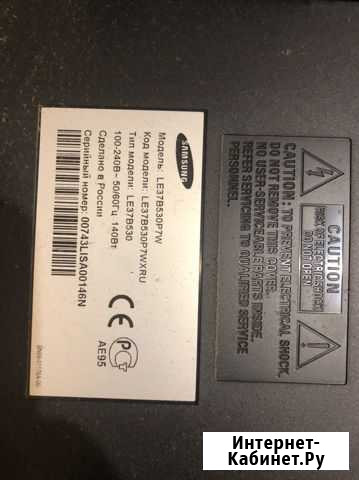 SAMSUNG
Модель: LE37B530P7W
Код модели: LE37B530P7WXRU
Тип модели: LE37B530
100-240В~ 50/60Гц 140Вт
Сделано в России
Серийный номер: 00743LISA00146N
АЕ95
CAUTION
RISK OF ELECTRIC SHOCK
DO NOT OPEN
CAUTION: TO PREVENT ELECTRICAL SHOCK,
DO NOT REMOVE THIS COVER.
NO USER-SERVICEABLE PARTS INSIDE.
REFER SERVICING TO QUALIFIED SERVICE
PERSONNEL.
Интернет-
Кабинет.Ру